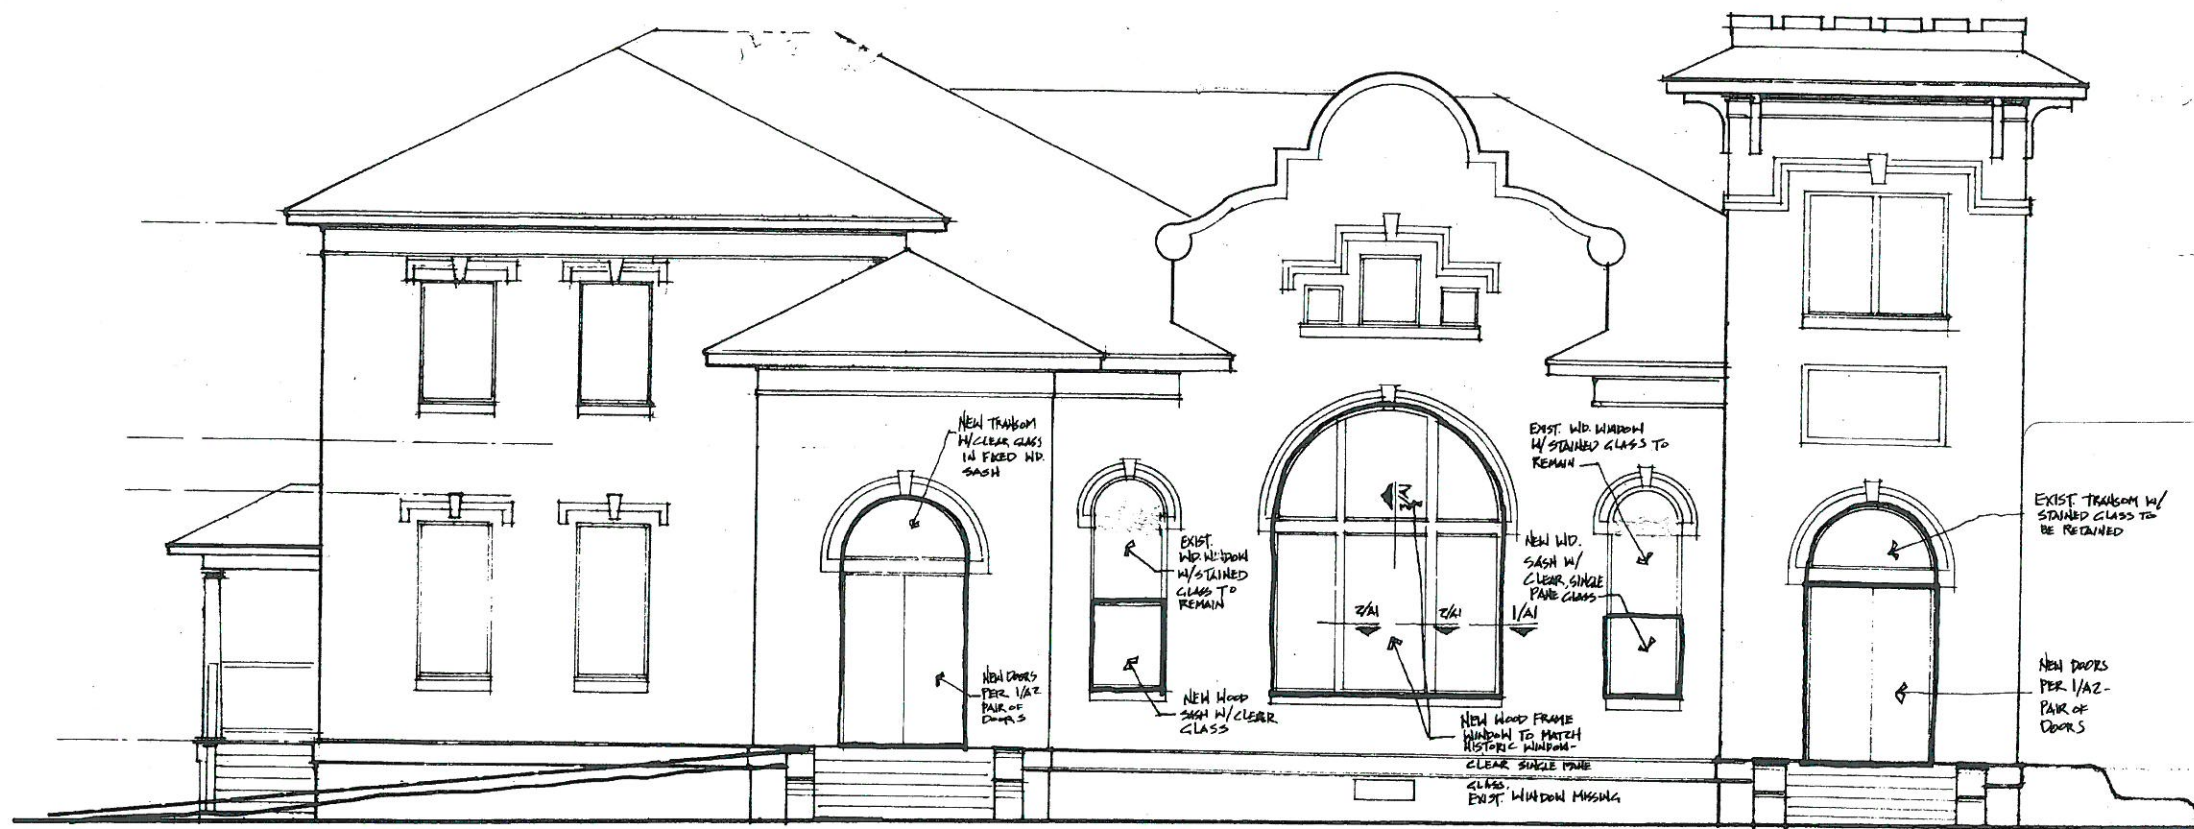 NEW TRANSOM
W/CLEAR GLASS
IN FIXED WD.
SASH
EXIST.
WD. WINDOW
W/STAINED
GLASS TO
REMAIN
NEW DOORS
PER 1/A2
PAIR OF
DOORS
NEW WOOD
SASH W/CLEAR
GLASS
2/A1
2/A1
1/A1
EXIST. WD. WINDOW
W/ STAINED GLASS TO
REMAIN
NEW WD.
SASH W/
CLEAR, SINGLE
PANE GLASS
NEW WOOD FRAME
WINDOW TO MATCH
HISTORIC WINDOW-
CLEAR SINGLE PANE
GLASS.
EXIST. WINDOW MISSING
EXIST TRANSOM W/
STAINED GLASS TO
BE RETAINED
NEW DOORS
PER 1/A2-
PAIR OF
DOORS